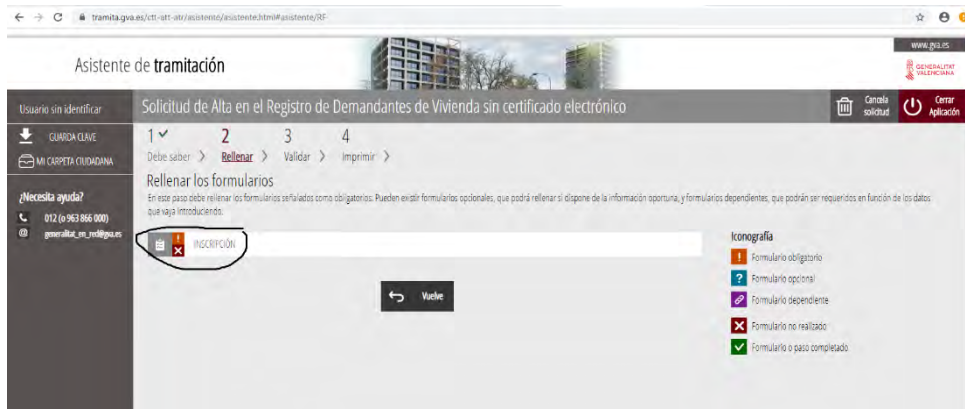 tramita.gva.es/ctt-att-atr/asistente/asistente.html#asistente/RF
Asistente de tramitación
www.gva.es
GENERALITAT
VALENCIANA
Usuario sin identificar
Solicitud de Alta en el Registro de Demandantes de Vivienda sin certificado electrónico
Cancela
solicitud
Cerrar
Aplicación
GUARDA CLAVE
MI CARPETA CIUDADANA
1 2 3 4
Debe saber > Rellenar > Validar > Imprimir >
Rellenar los formularios
En este paso debe rellenar los formularios señalados como obligatorios. Pueden existir formularios opcionales, que podrá rellenar si dispone de la información oportuna, y formularios dependientes, que podrán ser requeridos en función de los datos
que vaya introduciendo.
¿Necesita ayuda?
012 (o 963 866 000)
generalitat_en_red@gva.es
INSCRIPCIÓN
Vuelve
Iconografía
Formulario obligatorio
Formulario opcional
Formulario dependiente
Formulario no realizado
Formulario o paso completado